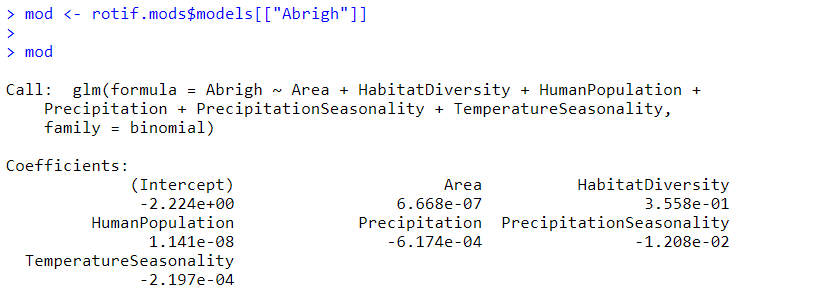 > mod <- rotif.mods$models[["Abrigh"]]
>
> mod
Call:  glm(formula = Abrigh ~ Area + HabitatDiversity + HumanPopulation +
    Precipitation + PrecipitationSeasonality + TemperatureSeasonality,
    family = binomial)
Coefficients:
             (Intercept)                      Area          HabitatDiversity
              -2.224e+00                 6.668e-07                 3.558e-01
         HumanPopulation             Precipitation  PrecipitationSeasonality
               1.141e-08                -6.174e-04                -1.208e-02
  TemperatureSeasonality
              -2.197e-04